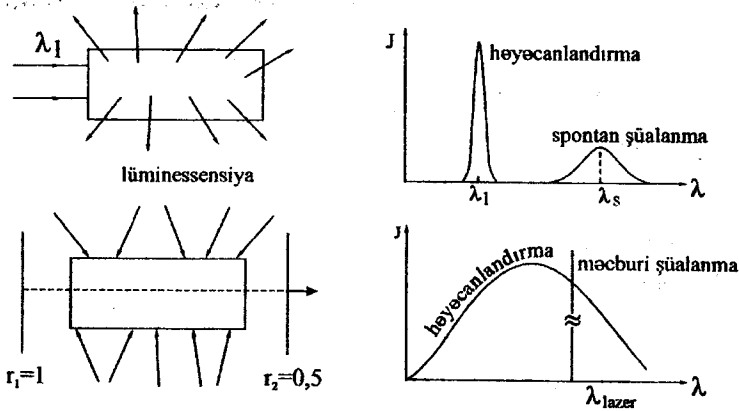 λ₁
lüminessensiya
r₁=1
r₂=0,5
J
həyəcanlandırma
spontan şüalanma
λ₁
λₛ
λ
J
həyəcanlandırma
məcburi şüalanma
λlazer
λ